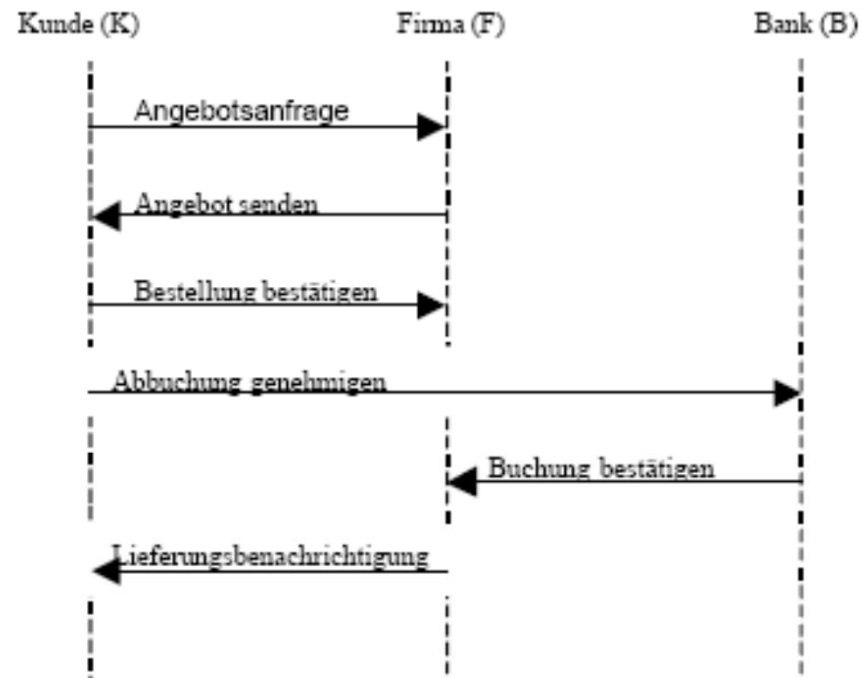 Kunde (K) Firma (F) Bank (B)
Angebotsanfrage
Angebot senden
Bestellung bestätigen
Abbuchung genehmigen
Buchung bestätigen
Lieferungsbenachrichtigung